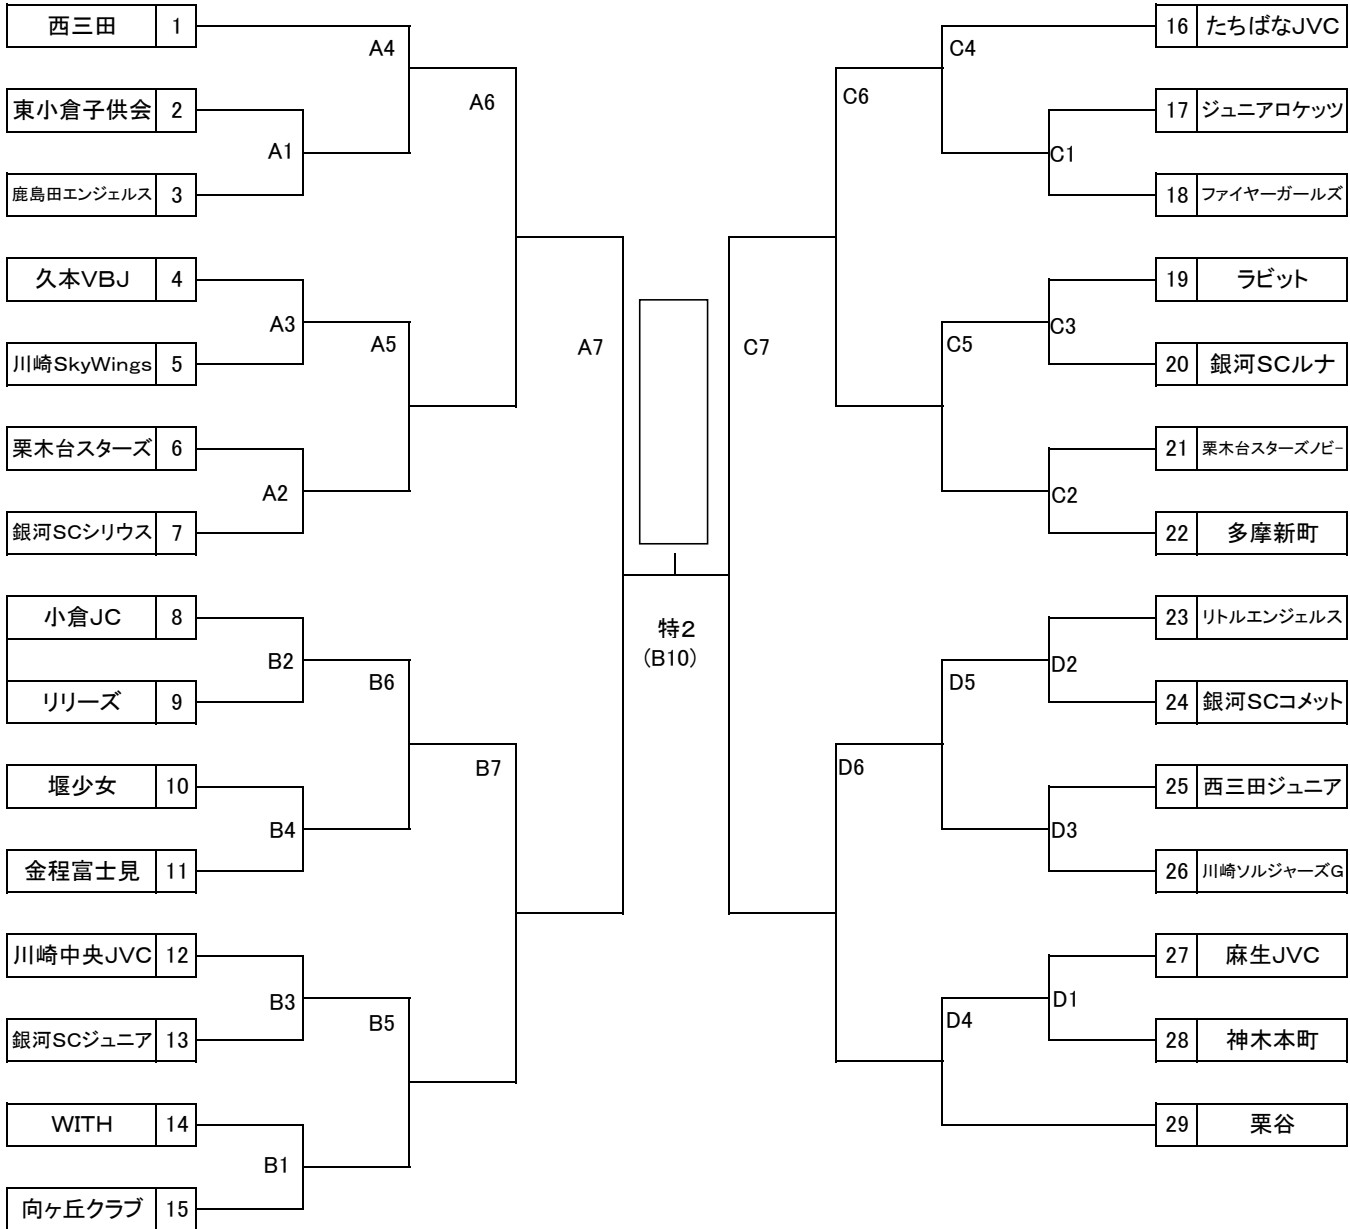 西三田 1
A4
東小倉子供会 2
A6
A1
鹿島田エンジェルス 3
久本VBJ 4
A3
A5
A7
川崎SkyWings 5
栗木台スターズ 6
A2
銀河SCシリウス 7
小倉JC 8
B2
B6
リリーズ 9
B7
堰少女 10
B4
金程富士見 11
川崎中央JVC 12
B3
B5
銀河SCジュニア 13
WITH 14
B1
向ヶ丘クラブ 15
特2
(B10)
16 たちばなJVC
C4
C6
17 ジュニアロケッツ
C1
18 ファイヤーガールズ
19 ラビット
C3
C5
C7
20 銀河SCルナ
21 栗木台スターズノビー
C2
22 多摩新町
23 リトルエンジェルス
D2
D5
24 銀河SCコメット
D6
25 西三田ジュニア
D3
26 川崎ソルジャーズG
27 麻生JVC
D1
D4
28 神木本町
29 栗谷